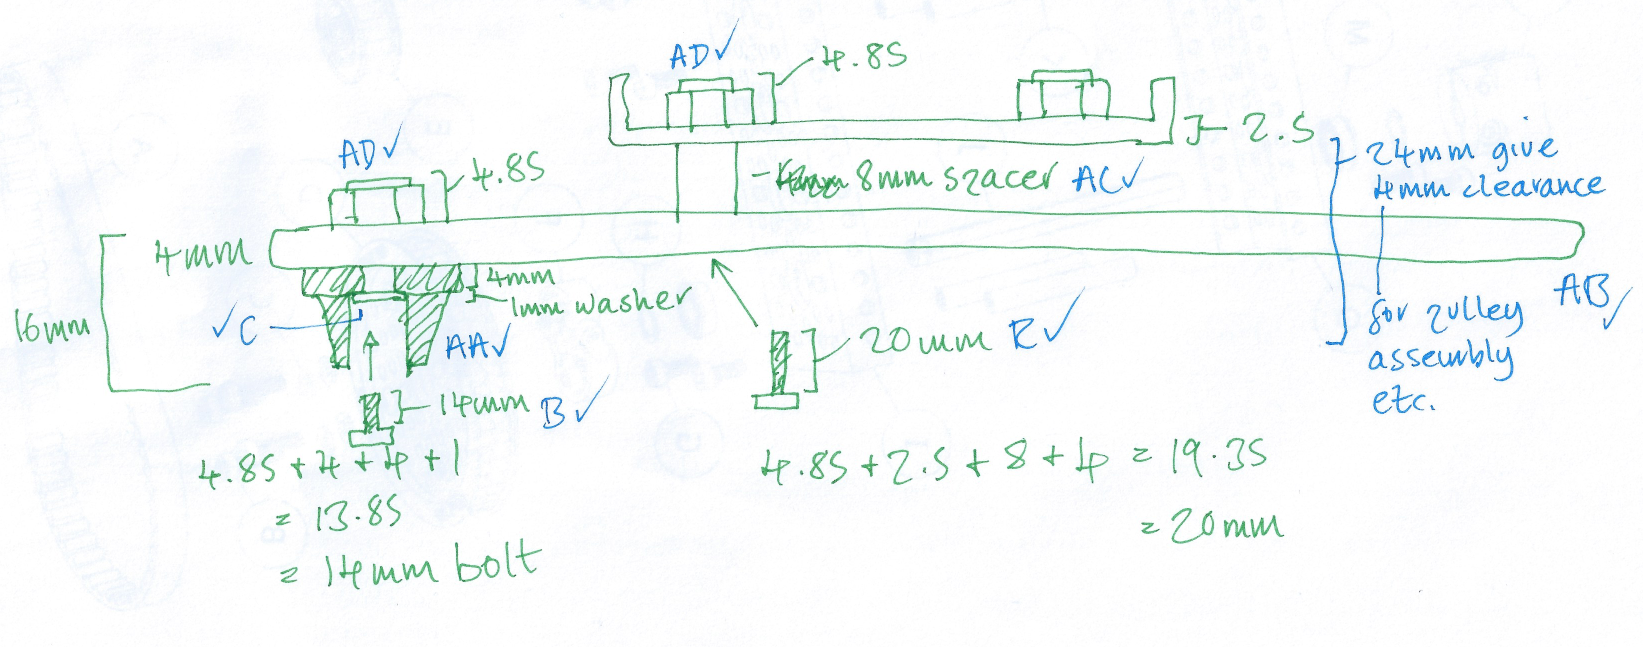 AD✓
4.85
AD✓
4.85
2.5
8mm spacer AC✓
24mm give
4mm clearance
for pulley
assembly
etc.
AB✓
4mm
4mm
1mm washer
16mm
✓C
AA✓
20mm R✓
14mm B✓
4.85 + 4 + 4 + 1
= 13.85
= 14mm bolt
4.85 + 2.5 + 8 + 4 = 19.35
= 20mm